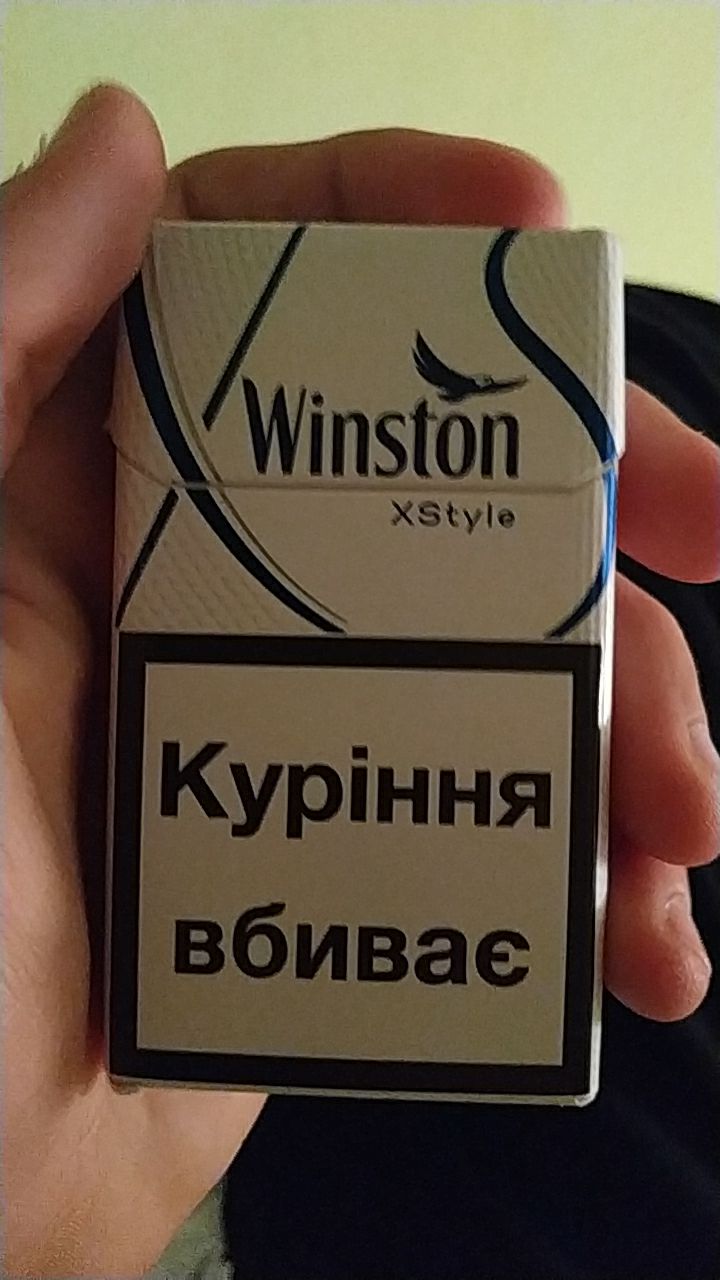 Winston
XStyle
Куріння
вбиває